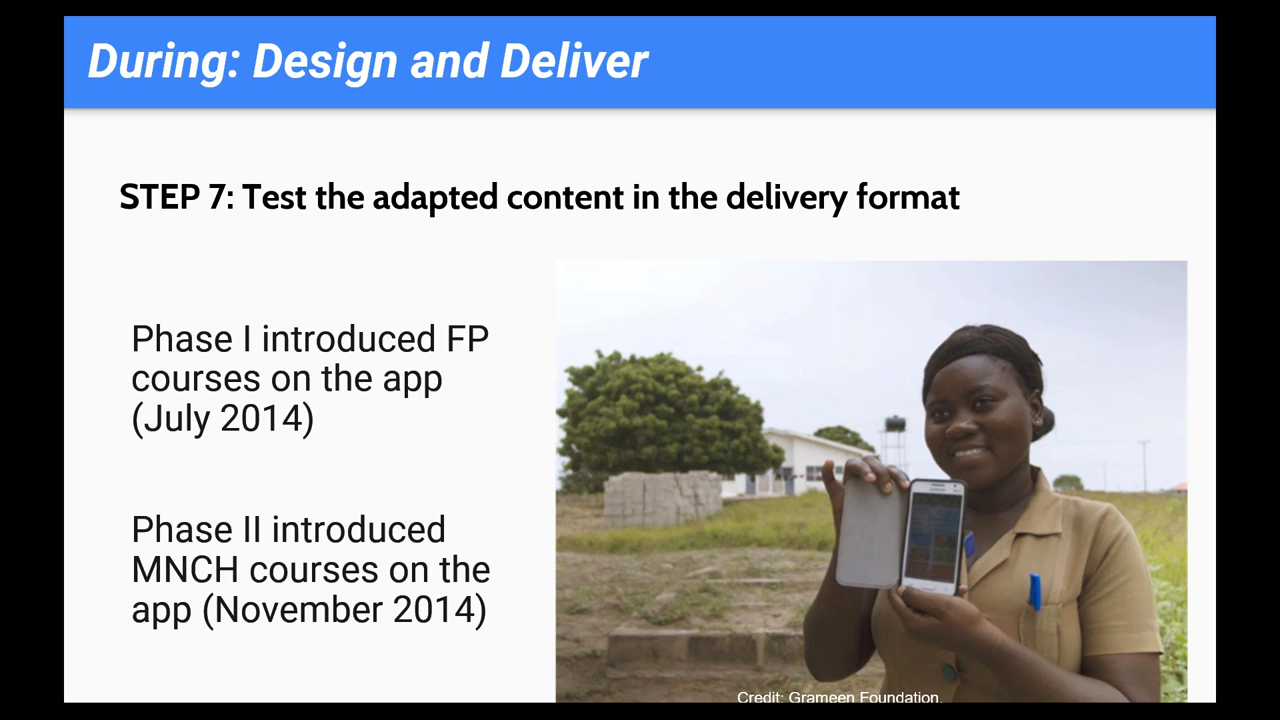 During: Design and Deliver
STEP 7: Test the adapted content in the delivery format
Phase I introduced FP
courses on the app
(July 2014)
Phase II introduced
MNCH courses on the
app (November 2014)
Credit: Grameen Foundation.